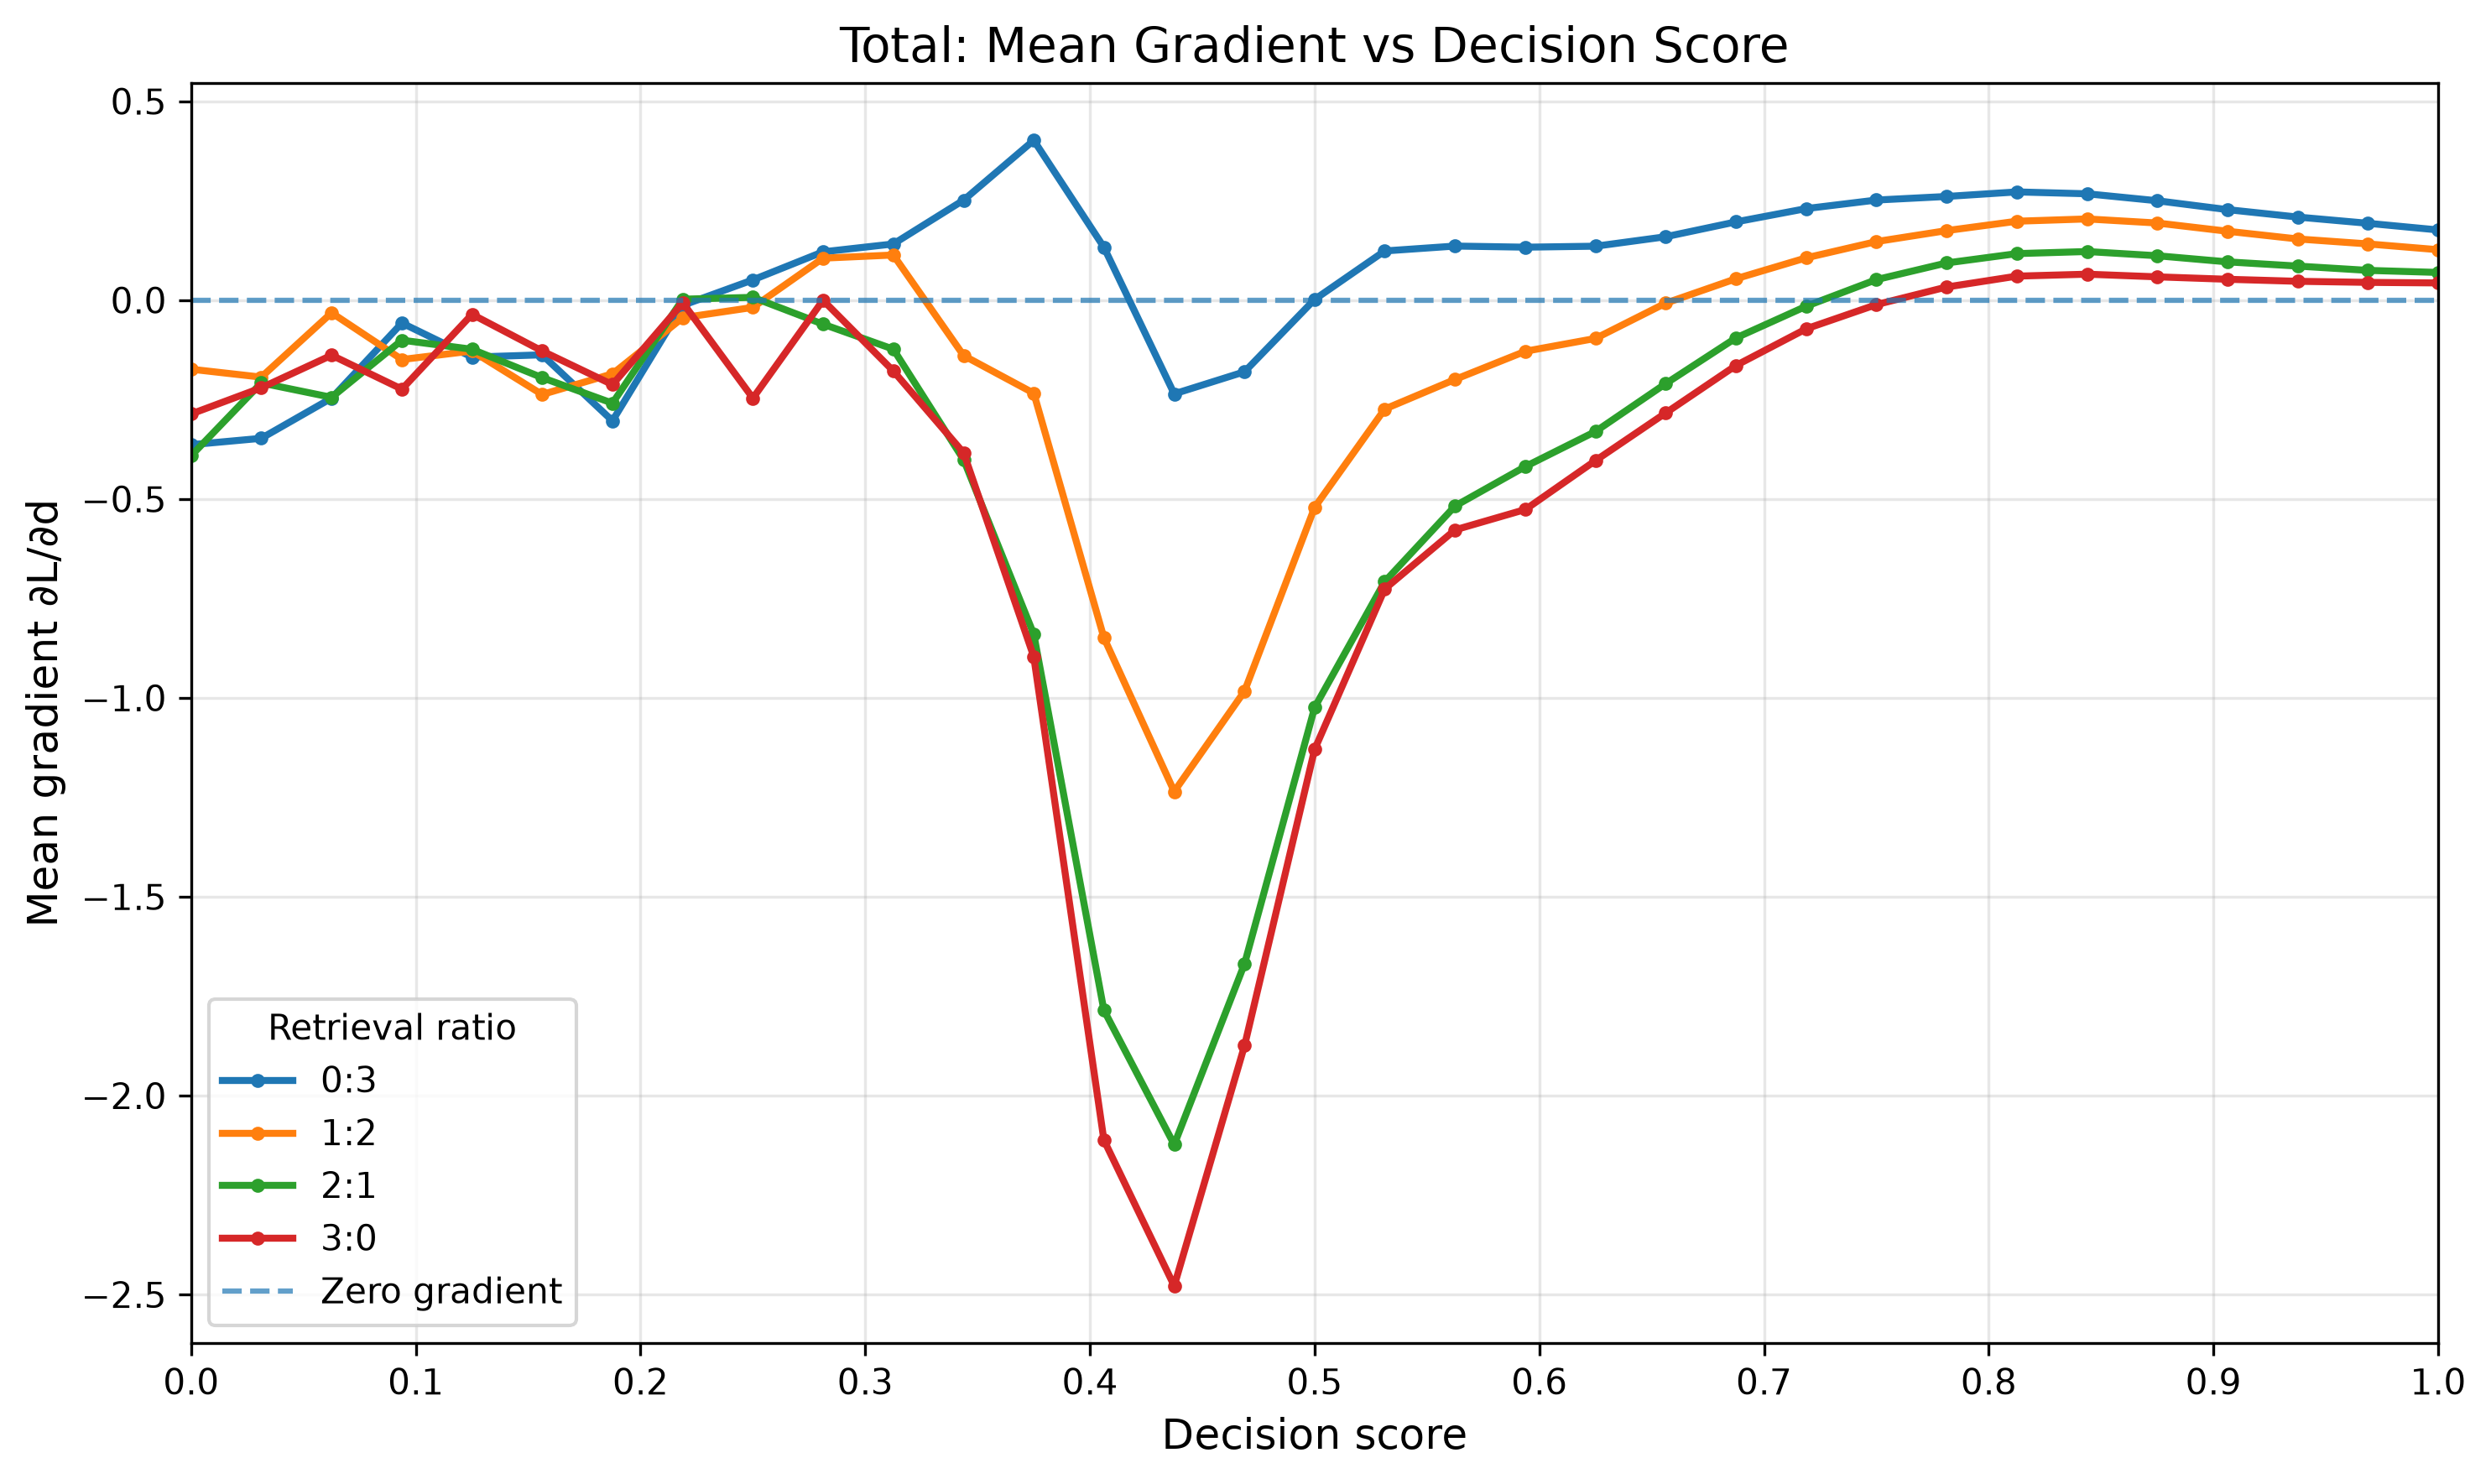 Total: Mean Gradient vs Decision Score
Mean gradient ∂L/∂d
0.5
0.0
−0.5
−1.0
−1.5
−2.0
−2.5
Retrieval ratio
0:3
1:2
2:1
3:0
Zero gradient
0.0 0.1 0.2 0.3 0.4 0.5 0.6 0.7 0.8 0.9 1.0
Decision score